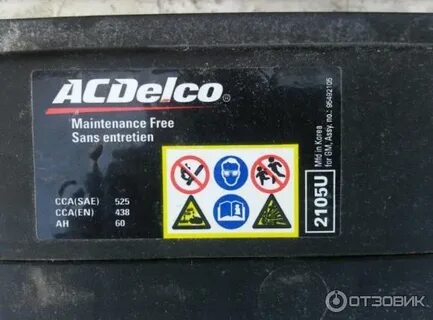 ACDelco®
Maintenance Free
Sans entretien
CCA(SAE) 525
CCA(EN) 438
AH 60
2105U
Mfd in Korea
for GM, Assy. no.: 96492105
ОТЗОВИК